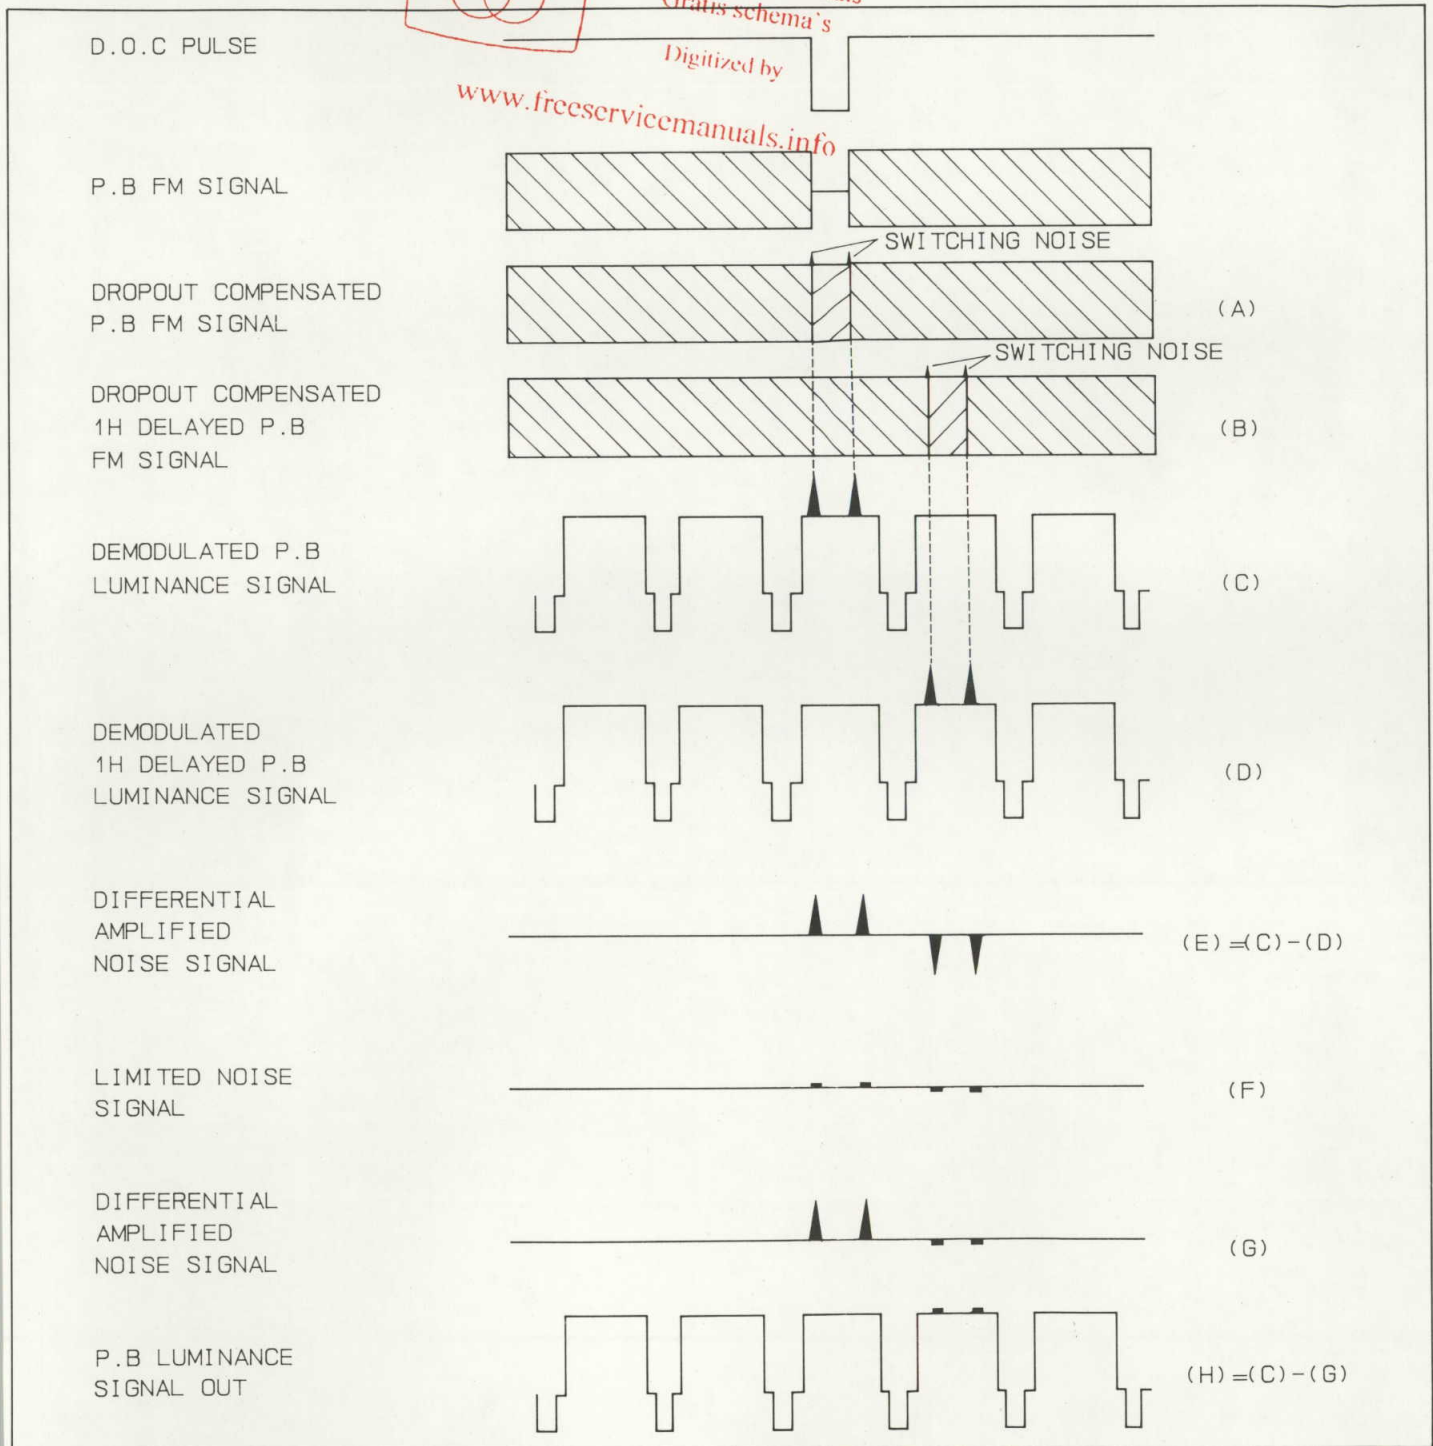 Gratis schema's
D.O.C PULSE
Digitized by
www.freeservicemanuals.info
P.B FM SIGNAL
SWITCHING NOISE
DROPOUT COMPENSATED
P.B FM SIGNAL
(A)
SWITCHING NOISE
DROPOUT COMPENSATED
1H DELAYED P.B
FM SIGNAL
(B)
DEMODULATED P.B
LUMINANCE SIGNAL
(C)
DEMODULATED
1H DELAYED P.B
LUMINANCE SIGNAL
(D)
DIFFERENTIAL
AMPLIFIED
NOISE SIGNAL
(E)=(C)-(D)
LIMITED NOISE
SIGNAL
(F)
DIFFERENTIAL
AMPLIFIED
NOISE SIGNAL
(G)
P.B LUMINANCE
SIGNAL OUT
(H)=(C)-(G)